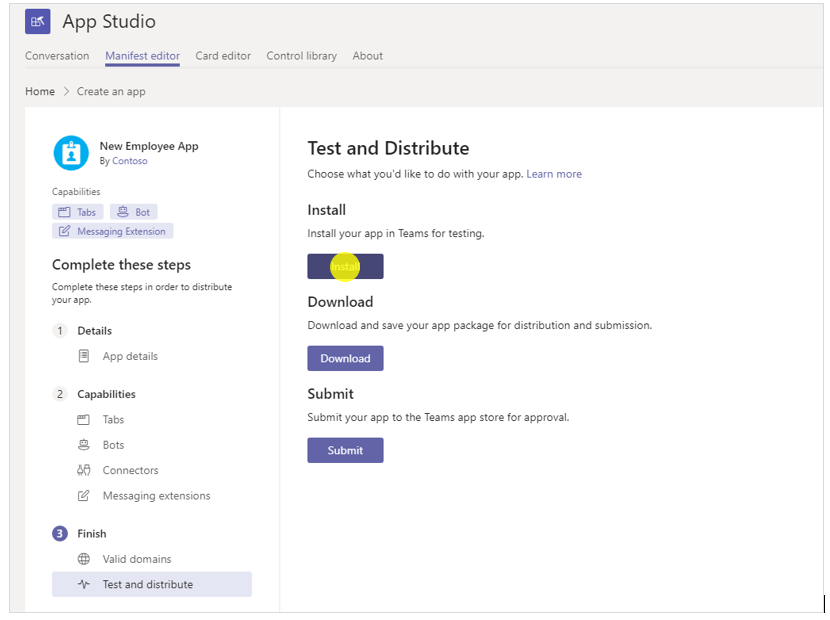 App Studio
Conversation Manifest editor Card editor Control library About
Home > Create an app
New Employee App
By Contoso
Capabilities
Tabs Bot
Messaging Extension
Complete these steps
Complete these steps in order to distribute
your app.
1 Details
App details
2 Capabilities
Tabs
Bots
Connectors
Messaging extensions
3 Finish
Valid domains
Test and distribute
Test and Distribute
Choose what you'd like to do with your app. Learn more
Install
Install your app in Teams for testing.
Install
Download
Download and save your app package for distribution and submission.
Download
Submit
Submit your app to the Teams app store for approval.
Submit